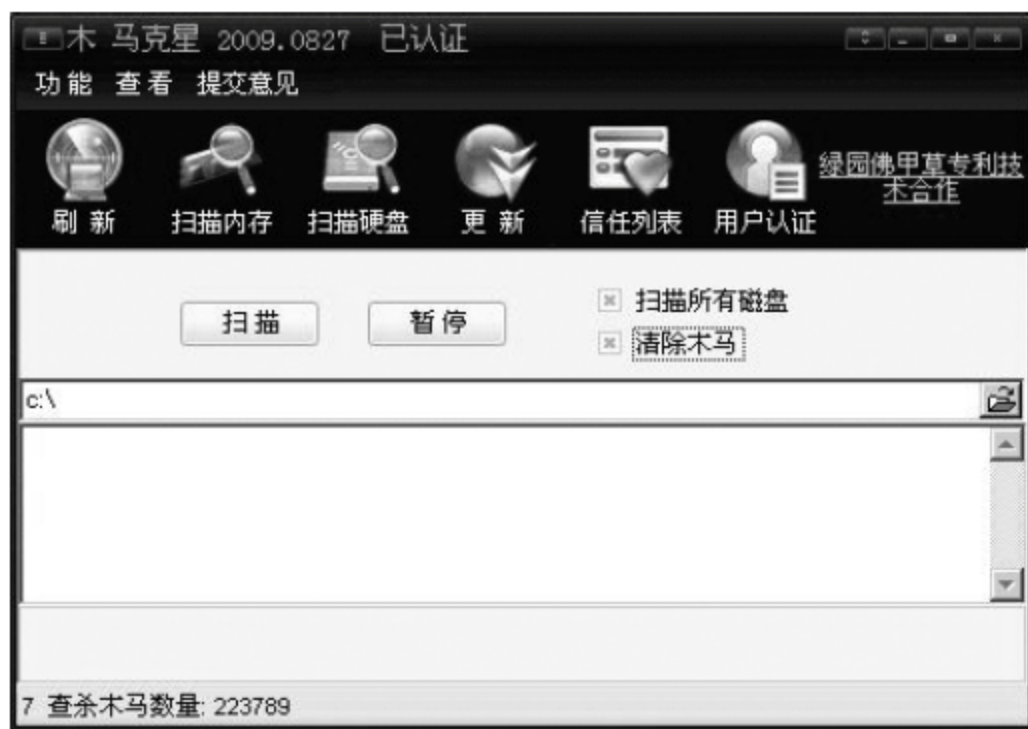 木 马克星 2009.0827 已认证
功能 查看 提交意见
刷新 扫描内存 扫描硬盘 更新 信任列表 用户认证
绿园佛甲草专利技
术合作
扫描 暂停
扫描所有磁盘
清除木马
c:\
7 查杀木马数量: 223789